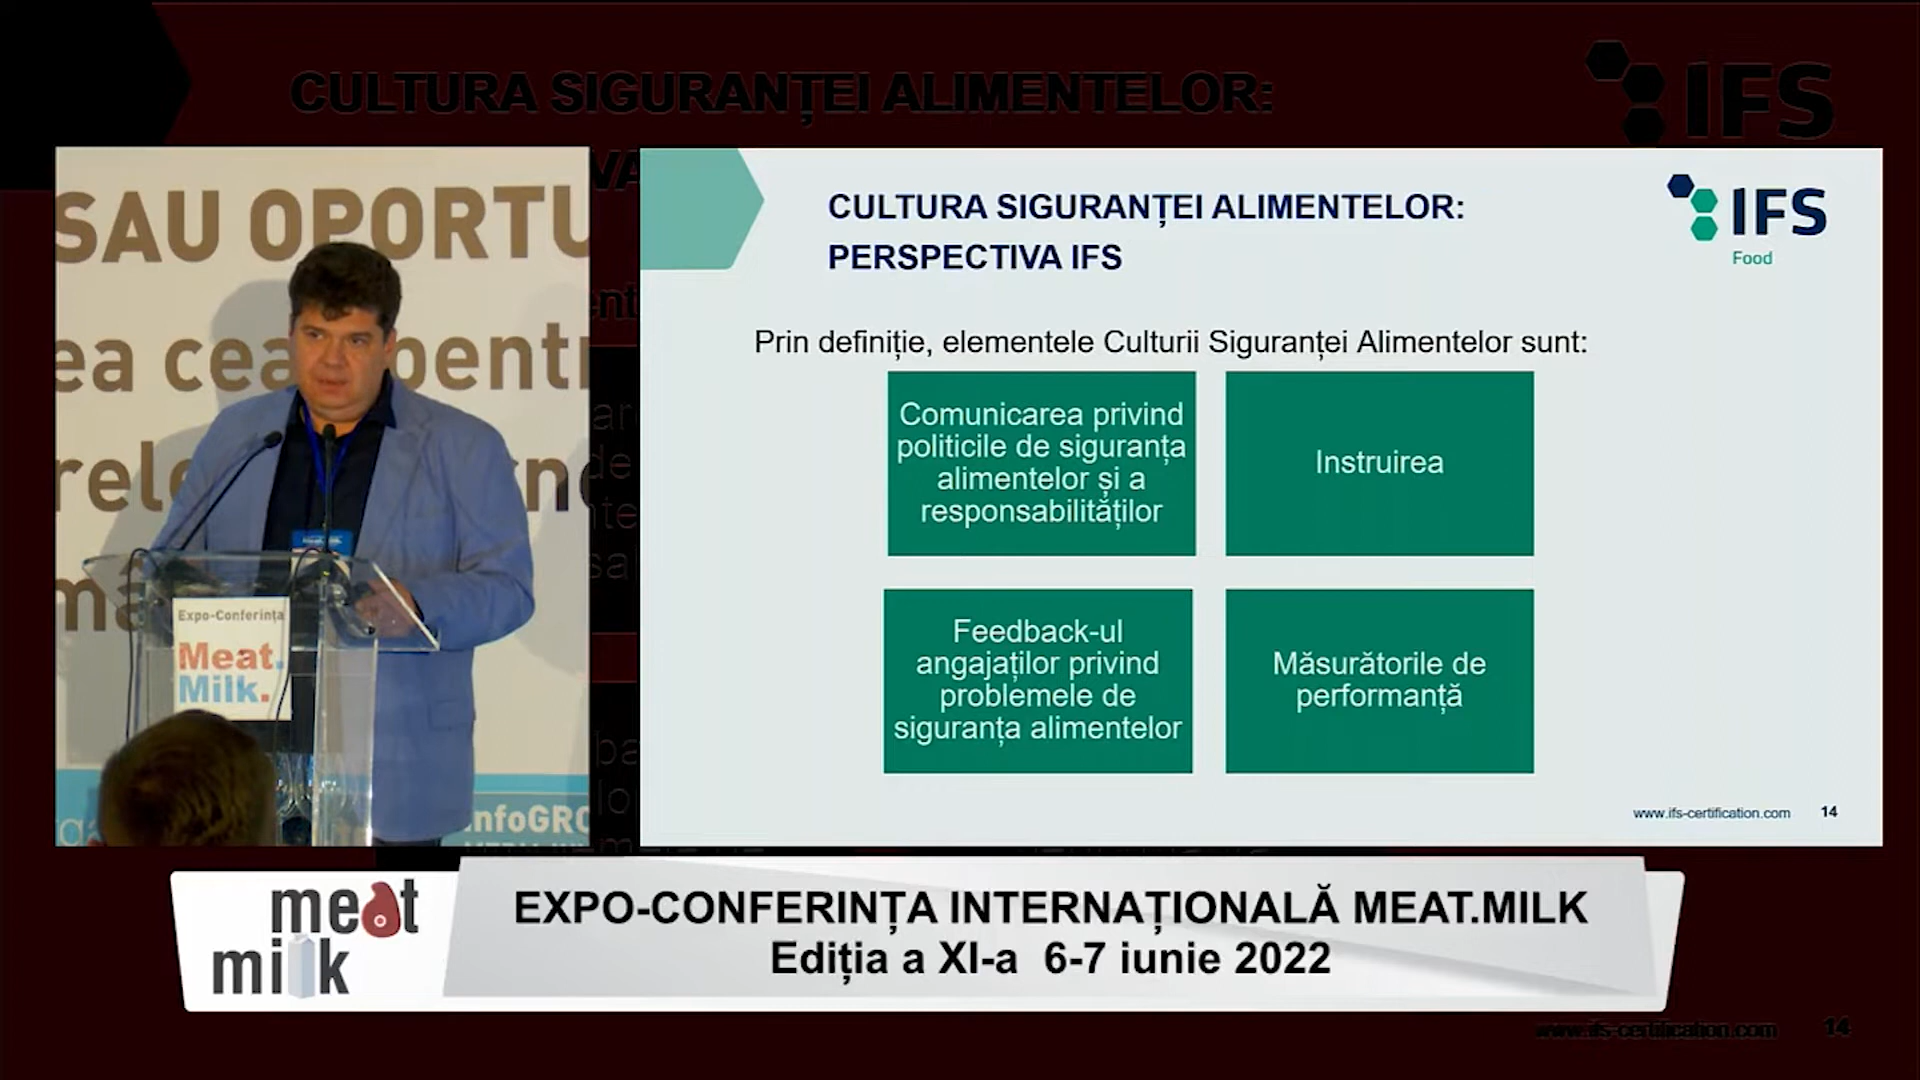 CULTURA SIGURANȚEI ALIMENTELOR:
IFS
SAU OPORTU
ea cea pentr
Expo-Conferința
Meat.
Milk.
nfoGRO
CULTURA SIGURANȚEI ALIMENTELOR:
PERSPECTIVA IFS
IFS
Food
Prin definiție, elementele Culturii Siguranței Alimentelor sunt:
Comunicarea privind
politicile de siguranța
alimentelor și a
responsabilităților
Instruirea
Feedback-ul
angajaților privind
problemele de
siguranța alimentelor
Măsurătorile de
performanță
www.ifs-certification.com 14
meat
milk
EXPO-CONFERINȚA INTERNAȚIONALĂ MEAT.MILK
Ediția a XI-a 6-7 iunie 2022
www.ifs-certification.com 14